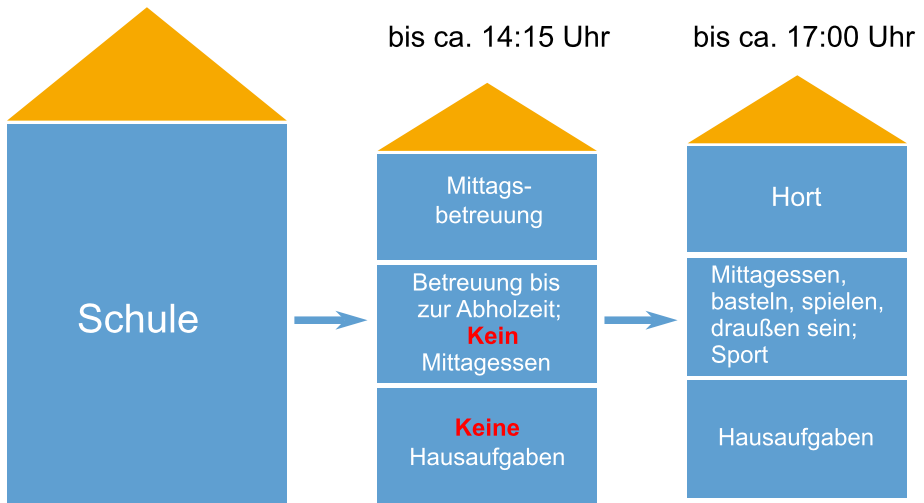 bis ca. 14:15 Uhr
bis ca. 17:00 Uhr
Schule
Mittags-
betreuung
Betreuung bis
zur Abholzeit;
Kein
Mittagessen
Keine
Hausaufgaben
Hort
Mittagessen,
basteln, spielen,
draußen sein;
Sport
Hausaufgaben